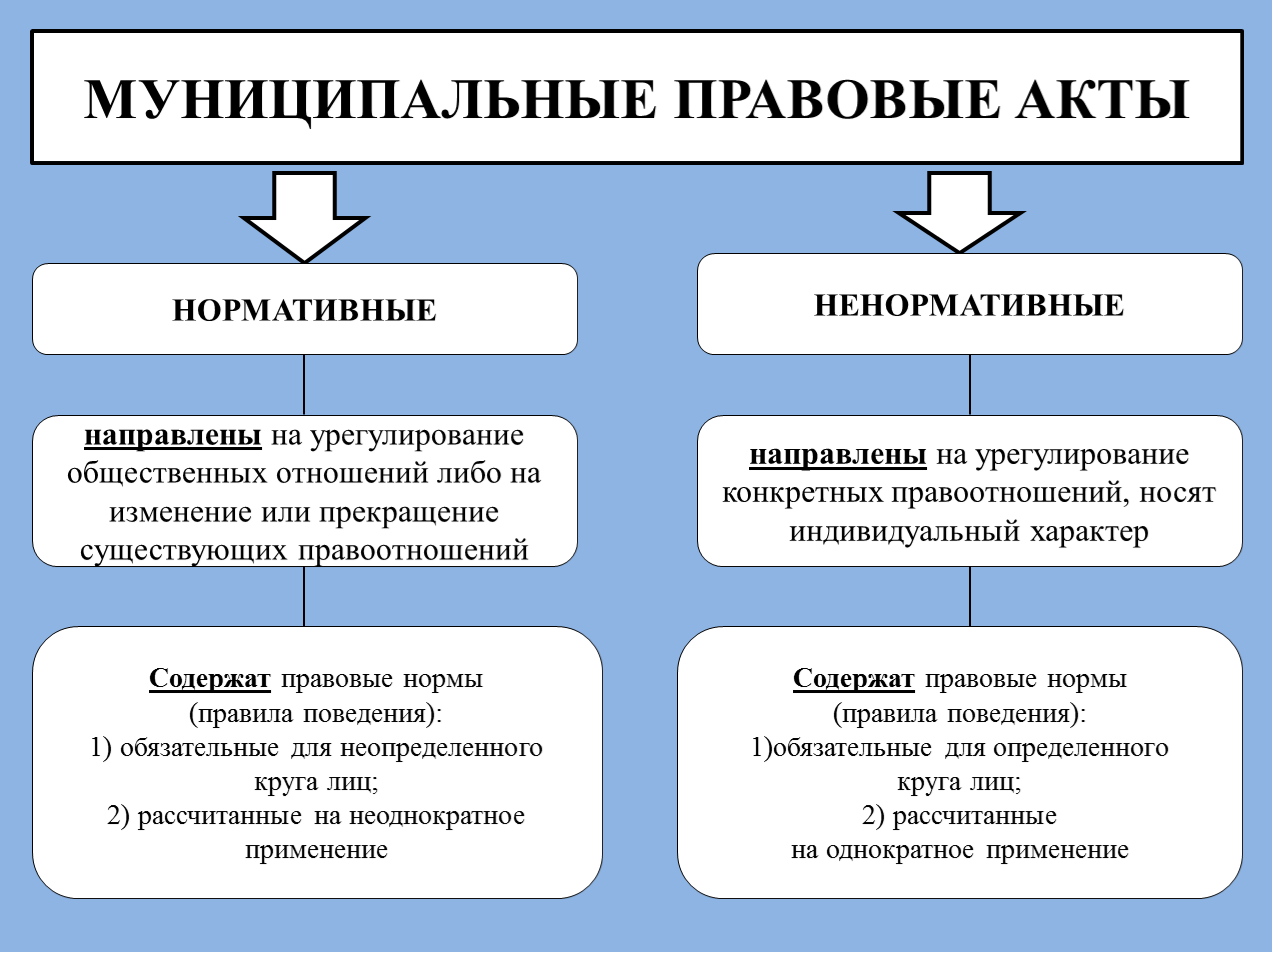 МУНИЦИПАЛЬНЫЕ ПРАВОВЫЕ АКТЫ
НОРМАТИВНЫЕ
направлены на урегулирование
общественных отношений либо на
изменение или прекращение
существующих правоотношений
Содержат правовые нормы
(правила поведения):
1) обязательные для неопределенного
круга лиц;
2) рассчитанные на неоднократное
применение
НЕНОРМАТИВНЫЕ
направлены на урегулирование
конкретных правоотношений, носят
индивидуальный характер
Содержат правовые нормы
(правила поведения):
1)обязательные для определенного
круга лиц;
2) рассчитанные
на однократное применение